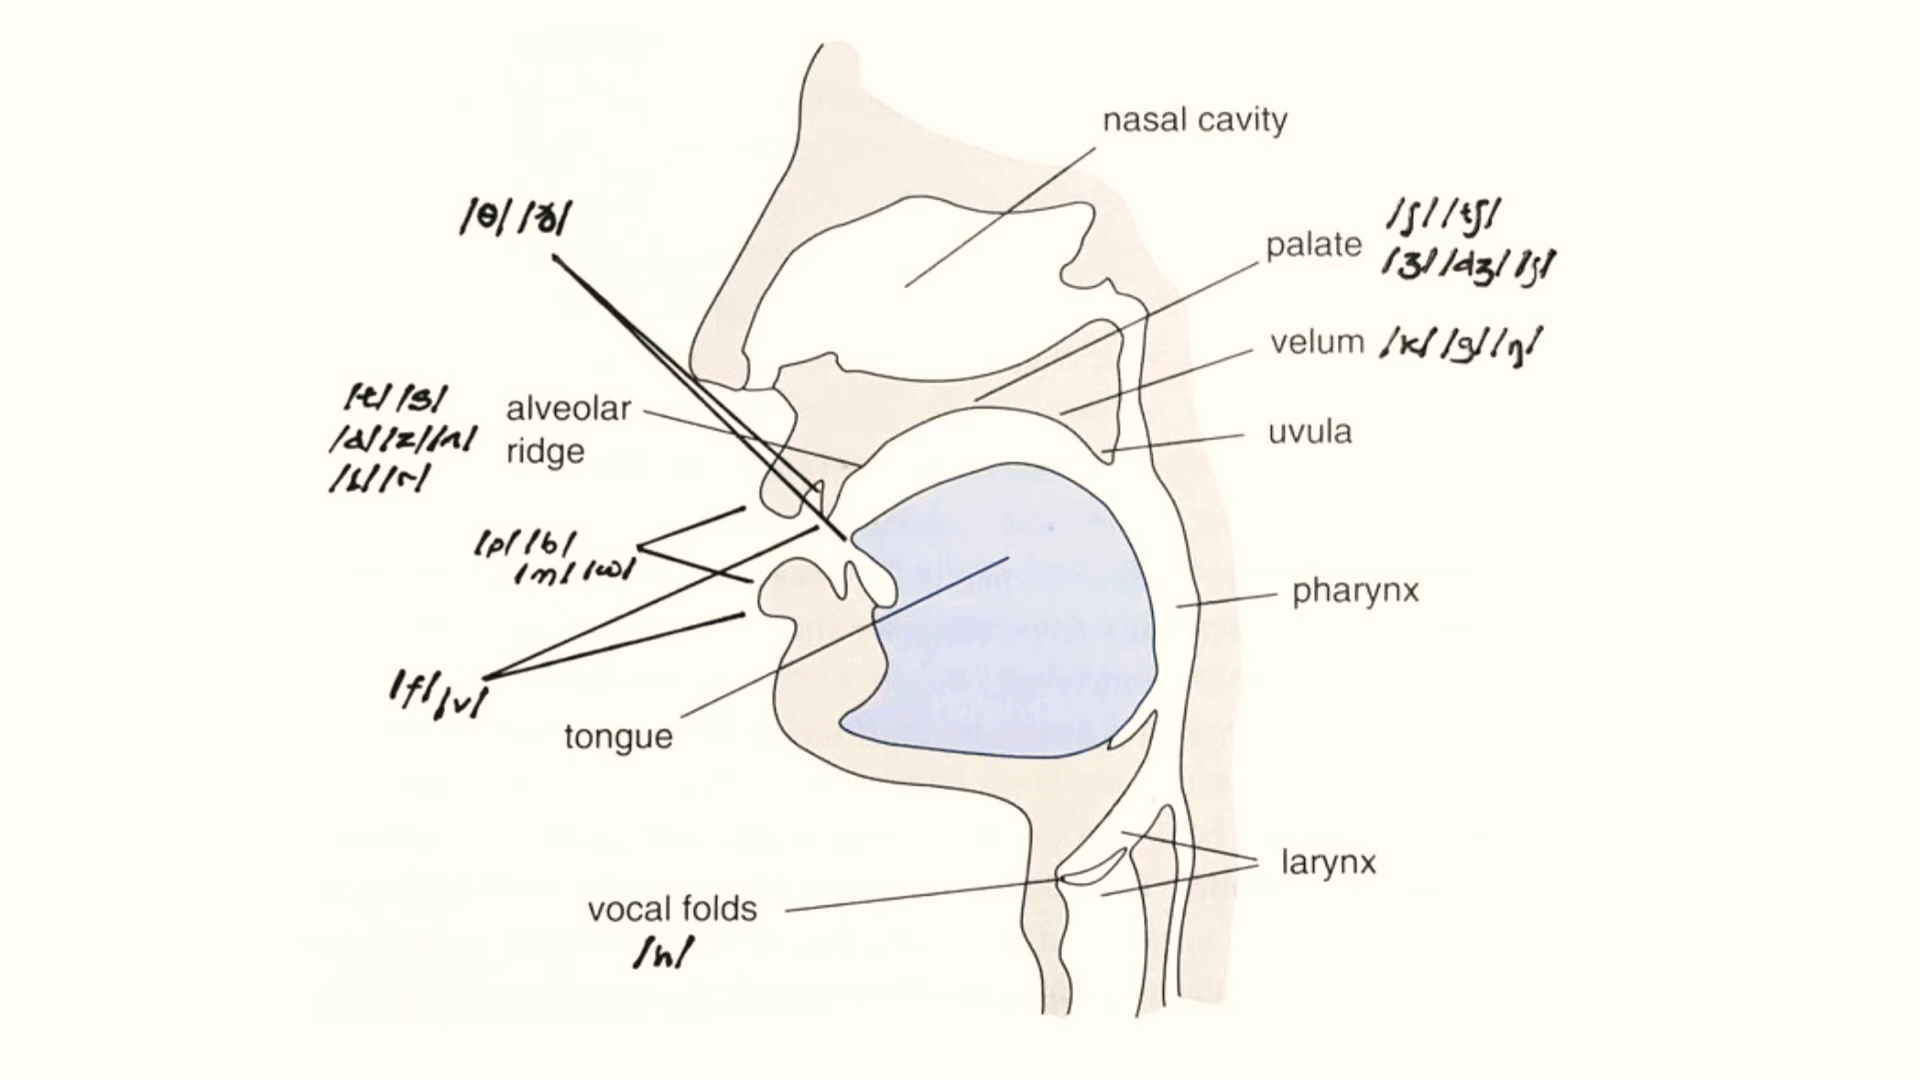 nasal cavity
/θ/ /ð/
/ʃ/ /tʃ/
palate
/ʒ/ /dʒ/ /ʃ/
velum /k/ /g/ /ŋ/
/t/ /s/
alveolar
ridge
/d/ /z/ /n/
/l/ /r/
uvula
/p/ /b/
/m/ /w/
pharynx
/f/ /v/
tongue
larynx
vocal folds
/h/